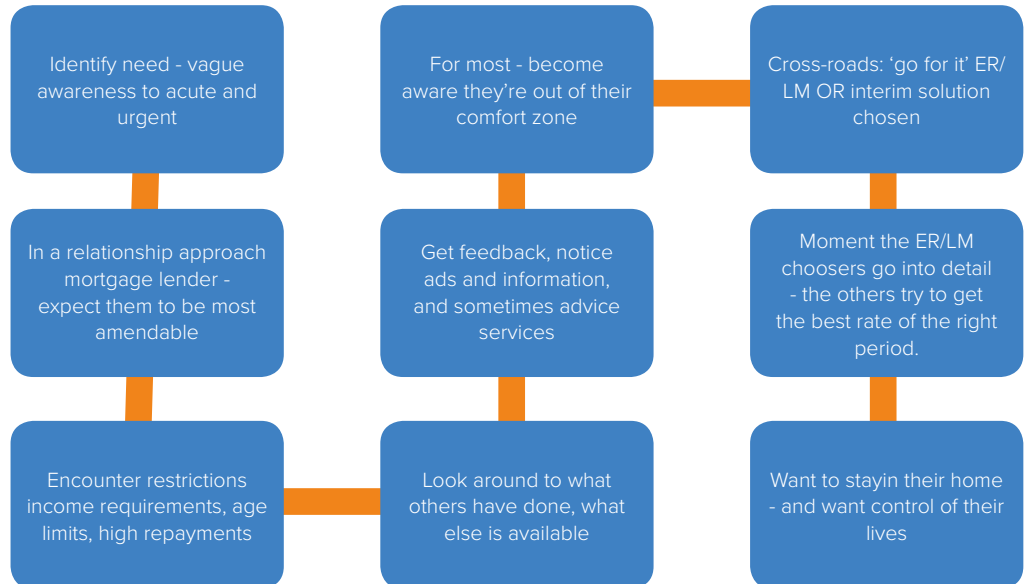 Identify need - vague
awareness to acute and
urgent
In a relationship approach
mortgage lender -
expect them to be most
amendable
Encounter restrictions
income requirements, age
limits, high repayments
Look around to what
others have done, what
else is available
Get feedback, notice
ads and information,
and sometimes advice
services
For most - become
aware they’re out of their
comfort zone
Cross-roads: ‘go for it’ ER/
LM OR interim solution
chosen
Moment the ER/LM
choosers go into detail
- the others try to get
the best rate of the right
period.
Want to stayin their home
- and want control of their
lives